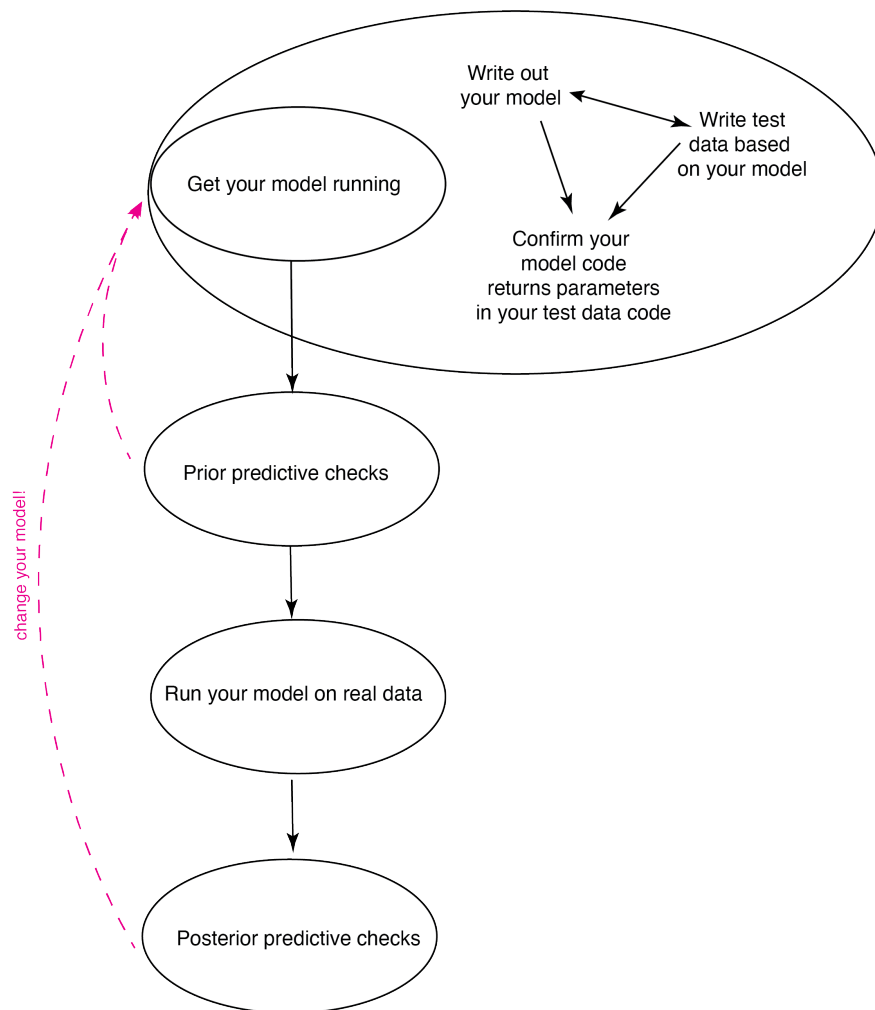 Write out
your model
Write test
data based
on your model
Get your model running
Confirm your
model code
returns parameters
in your test data code
Prior predictive checks
change your model!
Run your model on real data
Posterior predictive checks